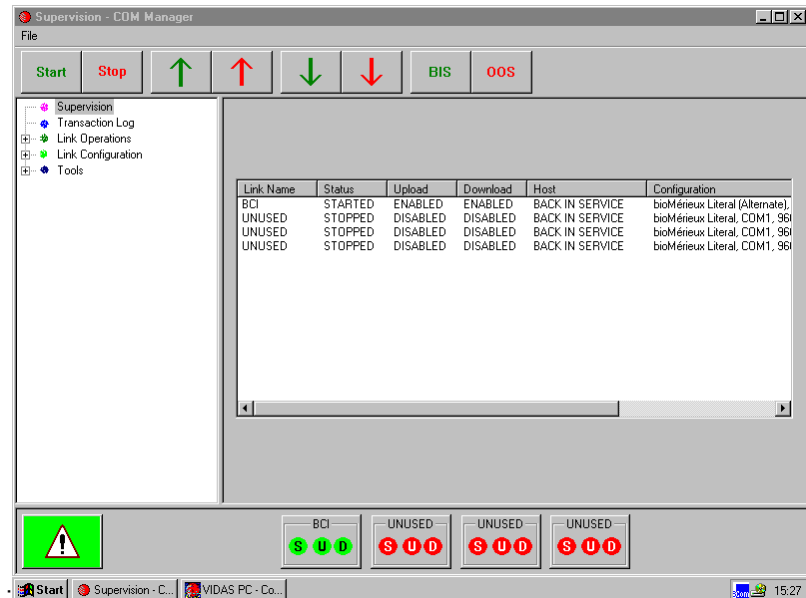 Supervision - COM Manager
File
Start Stop BIS OOS
Supervision
Transaction Log
Link Operations
Link Configuration
Tools
Link Name Status Upload Download Host Configuration
BCI STARTED ENABLED ENABLED BACK IN SERVICE bioMérieux Literal (Alternate),
UNUSED STOPPED DISABLED DISABLED BACK IN SERVICE bioMérieux Literal, COM1, 960
UNUSED STOPPED DISABLED DISABLED BACK IN SERVICE bioMérieux Literal, COM1, 960
UNUSED STOPPED DISABLED DISABLED BACK IN SERVICE bioMérieux Literal, COM1, 960
BCI UNUSED UNUSED UNUSED
S U D S U D S U D S U D
Start Supervision - C... VIDAS PC - Co... 15:27